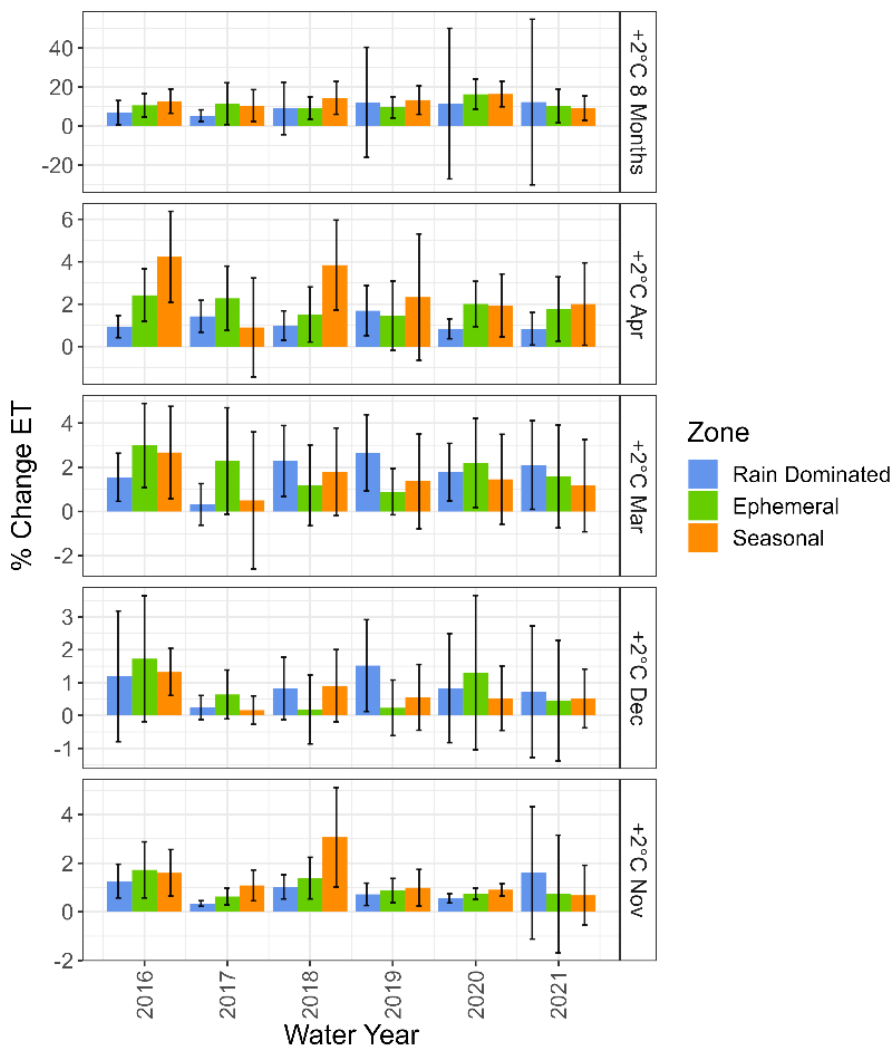 % Change ET
40
20
0
-20
+2°C 8 Months
6
4
2
0
+2°C Apr
4
2
0
-2
+2°C Mar
3
2
1
0
-1
+2°C Dec
4
2
0
-2
+2°C Nov
2016
2017
2018
2019
2020
2021
Water Year
Zone
Rain Dominated
Ephemeral
Seasonal